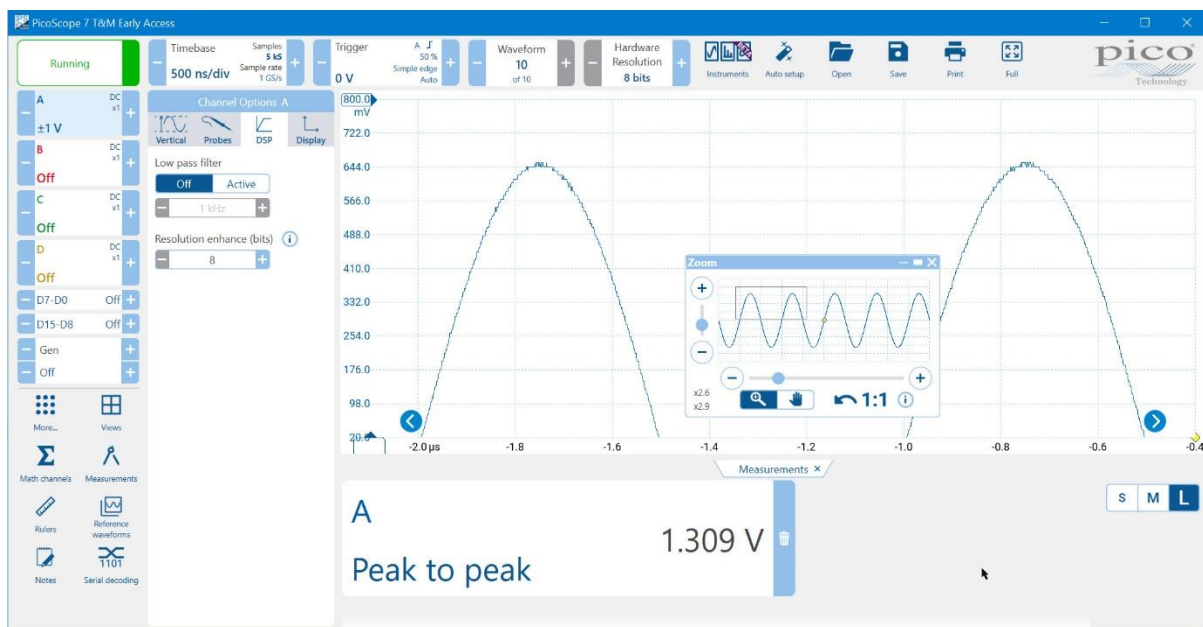 PicoScope 7 T&M Early Access
Running
Timebase
500 ns/div
Samples
5 kS
Sample rate
1 GS/s
Trigger
0 V
A
50 %
Simple edge
Auto
Waveform
10
of 10
Hardware
Resolution
8 bits
Instruments
Auto setup
Open
Save
Print
Full
pico
Technology
A
DC
x1
±1 V
B
DC
x1
Off
C
DC
x1
Off
D
DC
x1
Off
D7-D0 Off
D15-D8 Off
Gen
Off
More...
Views
Math channels
Measurements
Rulers
Reference
waveforms
Notes
1101
Serial decoding
Channel Options A
Vertical
Probes
DSP
Display
Low pass filter
Off
Active
1 kHz
Resolution enhance (bits)
8
800.0
mV
722.0
644.0
566.0
488.0
410.0
332.0
254.0
176.0
98.0
20.0
-2.0 µs
-1.8
-1.6
-1.4
-1.2
-1.0
-0.8
-0.6
-0.4
Zoom
x2.6
x2.9
1:1
Measurements ×
A
1.309 V
Peak to peak
S
M
L